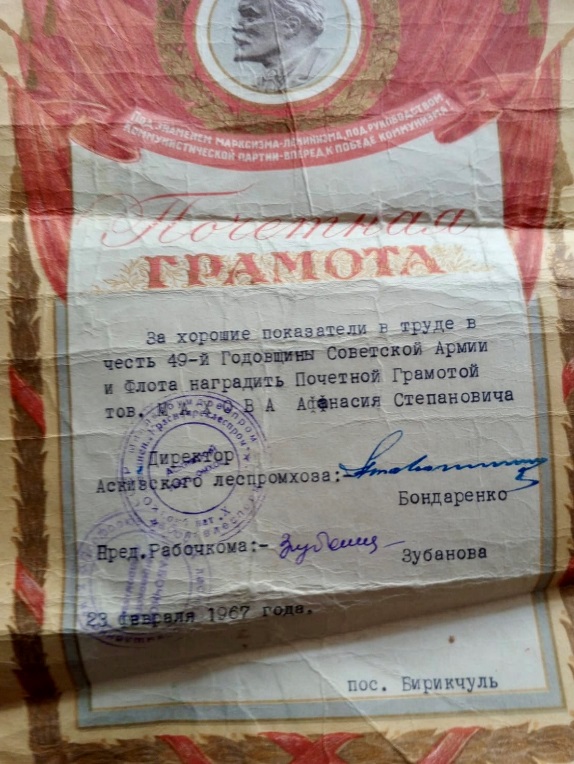 ПОД ЗНАМЕНЕМ МАРКСИЗМА-ЛЕНИНИЗМА, ПОД РУКОВОДСТВОМ
КОММУНИСТИЧЕСКОЙ ПАРТИИ-ВПЕРЕД, К ПОБЕДЕ КОММУНИЗМА!
Почетная
ГРАМОТА
За хорошие показатели в труде в
честь 49-й Годовщины Советской Армии
и Флота наградить Почетной Грамотой
тов. В А Афанасия Степановича
Директор
Аскизского леспромхоза:-
Бондаренко
Пред.Рабочкома:- Зубанова
Зубанова
23 февраля 1967 года.
пос. Бирикчуль